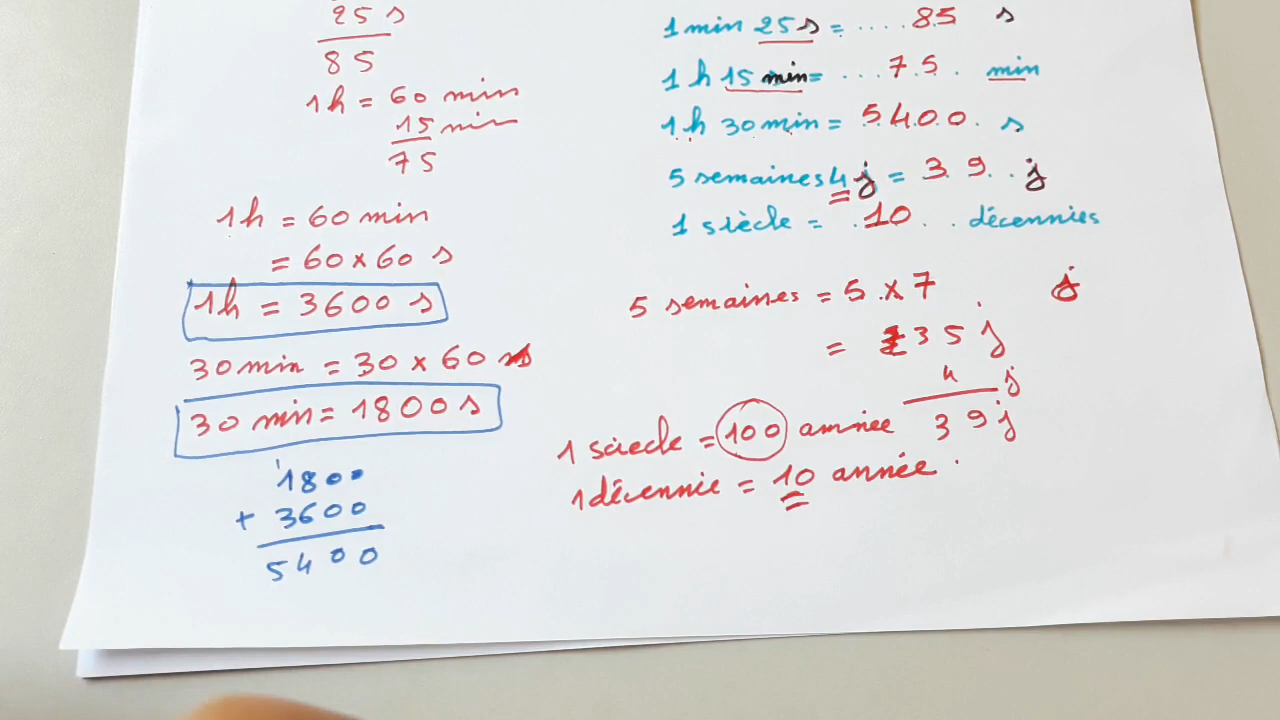 25 s
85
1h = 60 min
15 min
75
1h = 60 min
= 60 x 60 s
1h = 3600 s
30 min = 30 x 60 s
30 min = 1800 s
1800
+ 3600
5400
1 min 25 s = .... 85 s
1 h 15 min = ... 75 . min
1 h 30 min = 5400 . s
5 semaines 4 j = 39 .. j
1 siècle = . 10 .. décennies
5 semaines = 5 x 7 j
= 35 j
4 j
39 j
1 siecle = 100 année
1 décennie = 10 année .